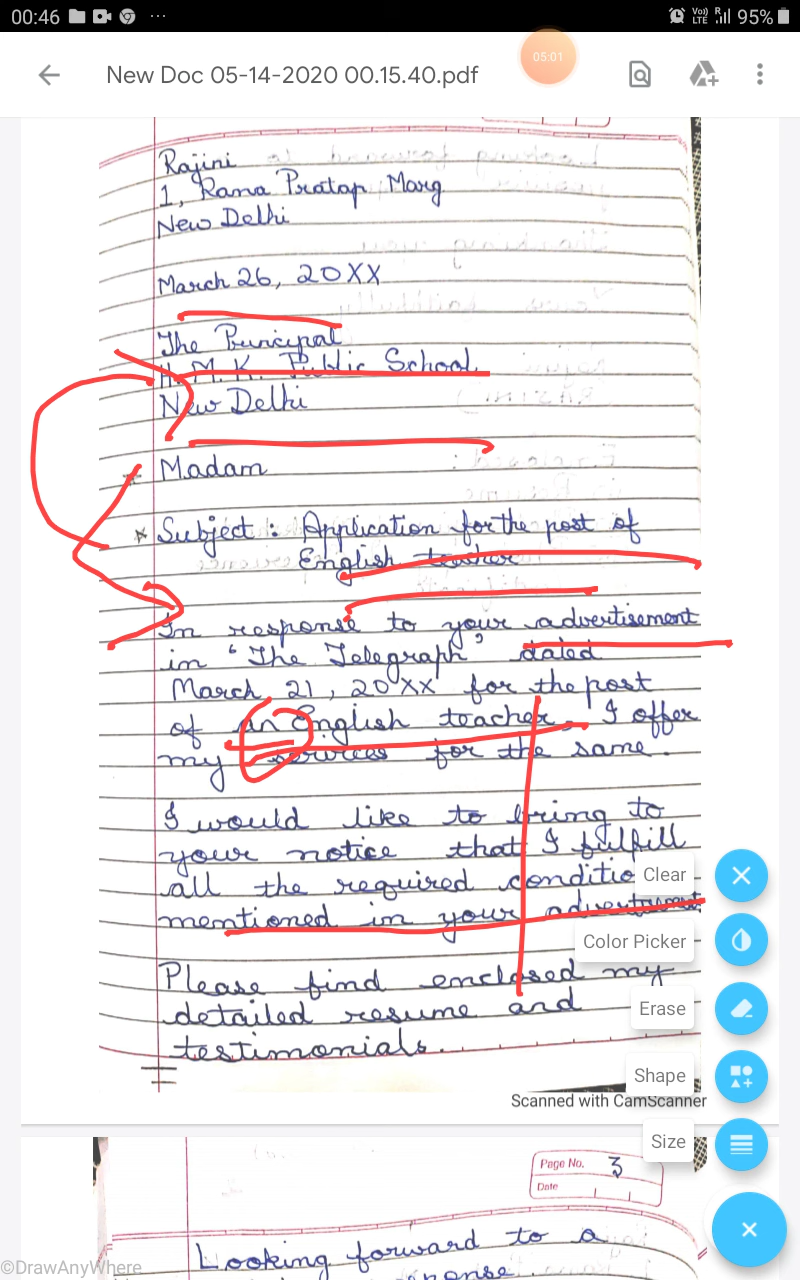 00:46
95%
New Doc 05-14-2020 00.15.40.pdf
05:01
Rajini
1, Rana Pratap Marg
New Delhi
March 26, 20XX
The Principal
H. M. K. Public School
New Delhi
Madam
* Subject : Application for the post of
English teacher
In response to your advertisement
in "The Telegraph" dated
March 21, 20XX for the post
of an English teacher, I offer
my services for the same.
I would like to bring to
your notice that I fulfill
all the required conditio
mentioned in your advertisement
Please find enclosed my
detailed resume and
testimonials.
Clear
Color Picker
Erase
Shape
Size
Scanned with CamScanner
Page No. 3
Date
Looking forward to a
©DrawAnyWhere